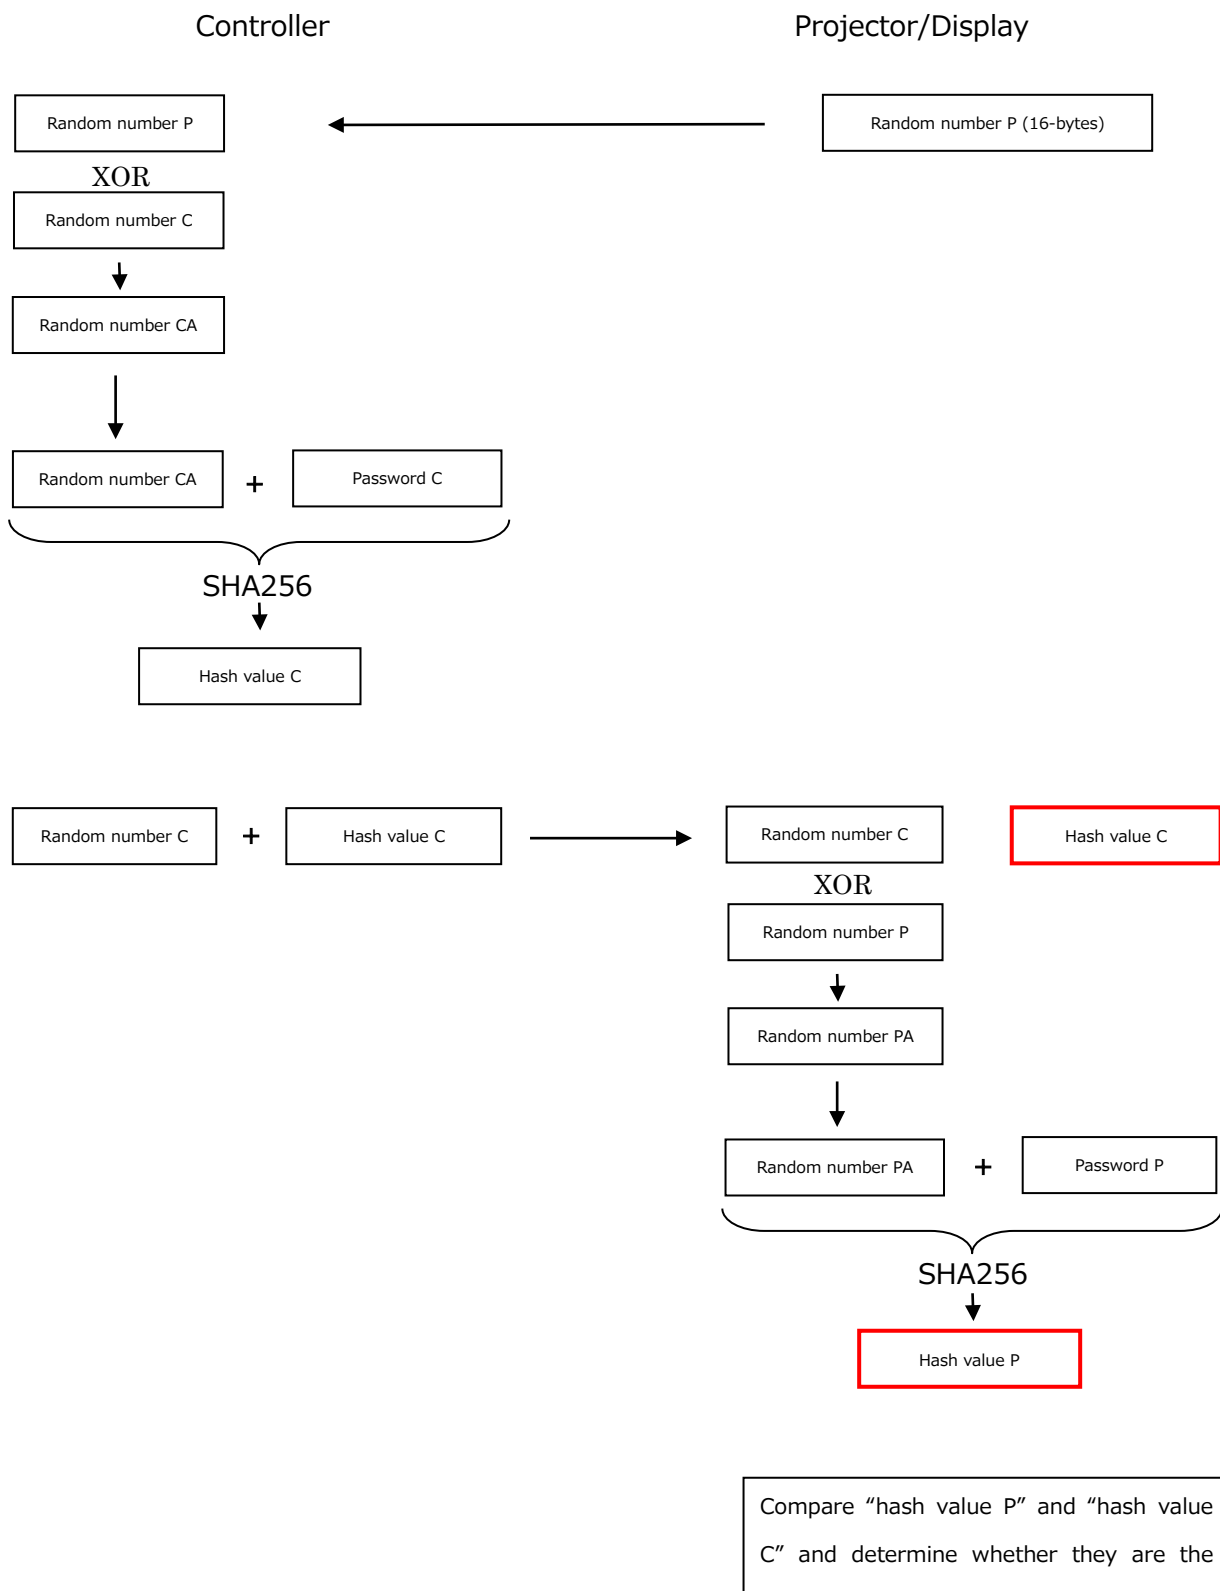 Controller
Projector/Display
Random number P
Random number P (16-bytes)
XOR
Random number C
Random number CA
Random number CA
+
Password C
SHA256
Hash value C
Random number C
+
Hash value C
Random number C
Hash value C
XOR
Random number P
Random number PA
Random number PA
+
Password P
SHA256
Hash value P
Compare “hash value P” and “hash value
C” and determine whether they are the